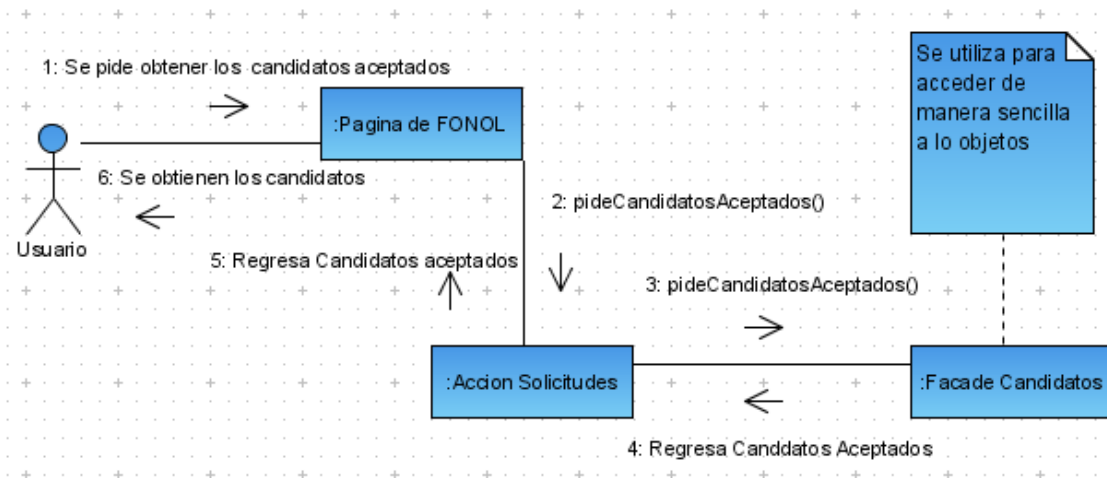 1: Se pide obtener los candidatos aceptados
Se utiliza para
acceder de
manera sencilla
a lo objetos
:Pagina de FONOL
6: Se obtienen los candidatos
2: pideCandidatosAceptados()
Usuario
5: Regresa Candidatos aceptados
3: pideCandidatosAceptados()
:Accion Solicitudes
:Facade Candidatos
4: Regresa Canddatos Aceptados